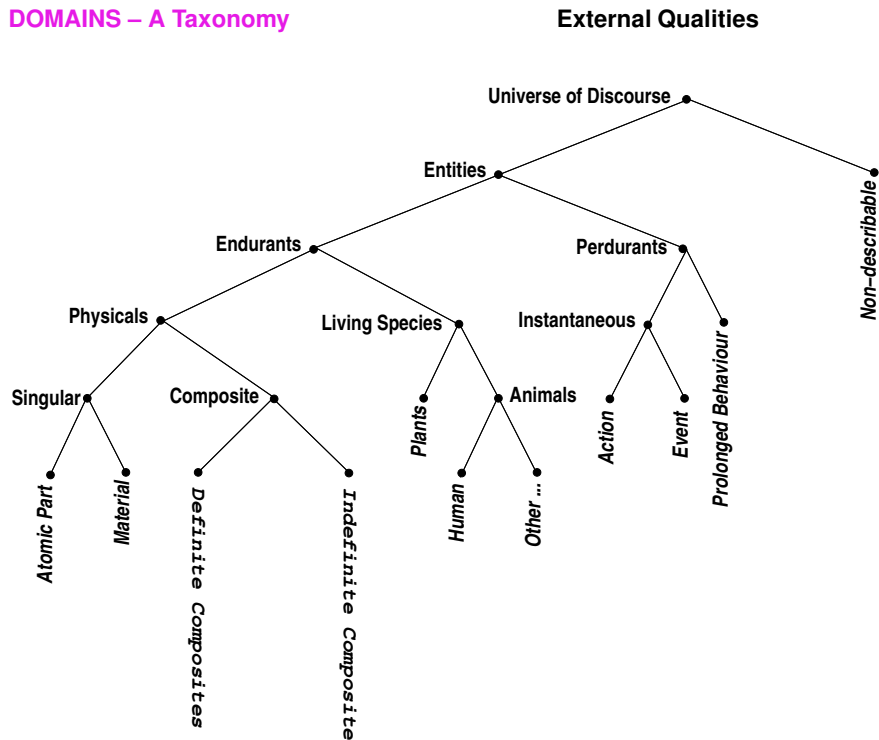 DOMAINS – A Taxonomy
External Qualities
Universe of Discourse
Entities
Non–describable
Endurants
Perdurants
Physicals
Living Species
Instantaneous
Prolonged Behaviour
Singular
Composite
Plants
Animals
Action
Event
Atomic Part
Material
Definite Composites
Indefinite Composite
Human
Other ...